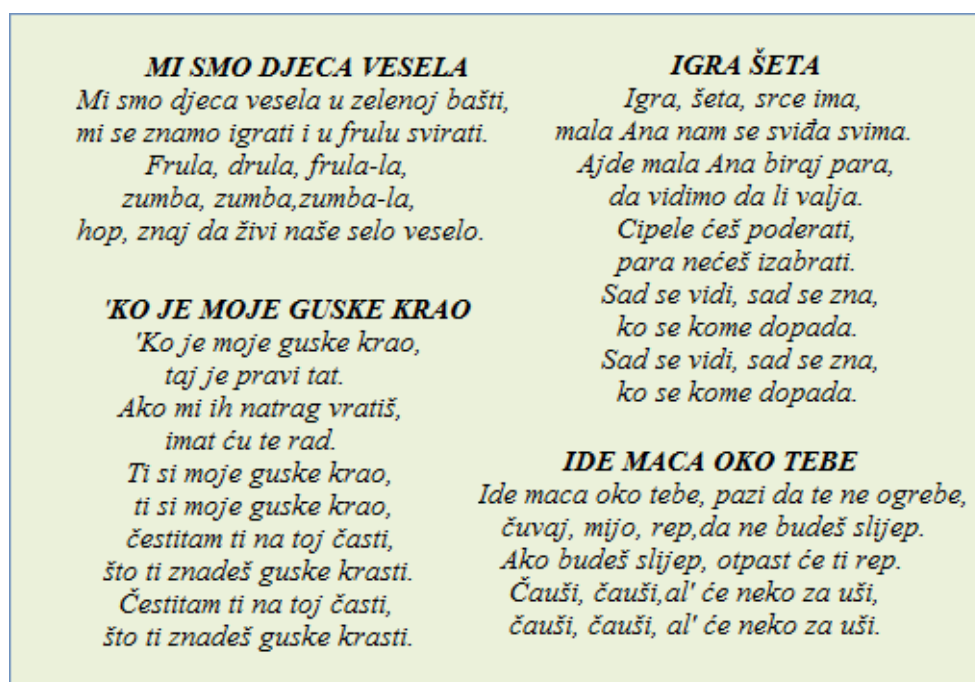 MI SMO DJECA VESELA
Mi smo djeca vesela u zelenoj bašti,
mi se znamo igrati i u frulu svirati.
Frula, drula, frula-la,
zumba, zumba,zumba-la,
hop, znaj da živi naše selo veselo.
'KO JE MOJE GUSKE KRAO
'Ko je moje guske krao,
taj je pravi tat.
Ako mi ih natrag vratiš,
imat ću te rad.
Ti si moje guske krao,
ti si moje guske krao,
čestitam ti na toj časti,
što ti znadeš guske krasti.
Čestitam ti na toj časti,
što ti znadeš guske krasti.
IGRA ŠETA
Igra, šeta, srce ima,
mala Ana nam se sviđa svima.
Ajde mala Ana biraj para,
da vidimo da li valja.
Cipele ćeš poderati,
para nećeš izabrati.
Sad se vidi, sad se zna,
ko se kome dopada.
Sad se vidi, sad se zna,
ko se kome dopada.
IDE MACA OKO TEBE
Ide maca oko tebe, pazi da te ne ogrebe,
čuvaj, mijo, rep,da ne budeš slijep.
Ako budeš slijep, otpast će ti rep.
Čauši, čauši,al' će neko za uši,
čauši, čauši, al' će neko za uši.